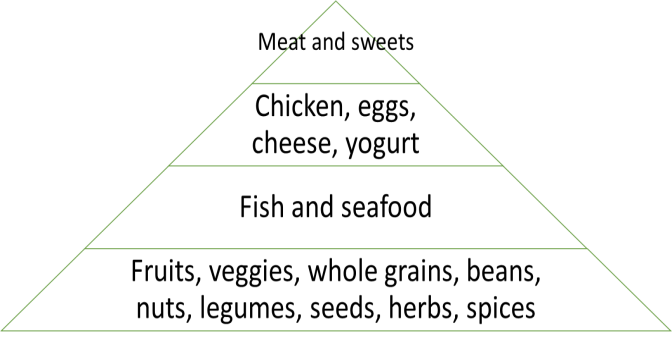 Meat and sweets
Chicken, eggs,
cheese, yogurt
Fish and seafood
Fruits, veggies, whole grains, beans,
nuts, legumes, seeds, herbs, spices